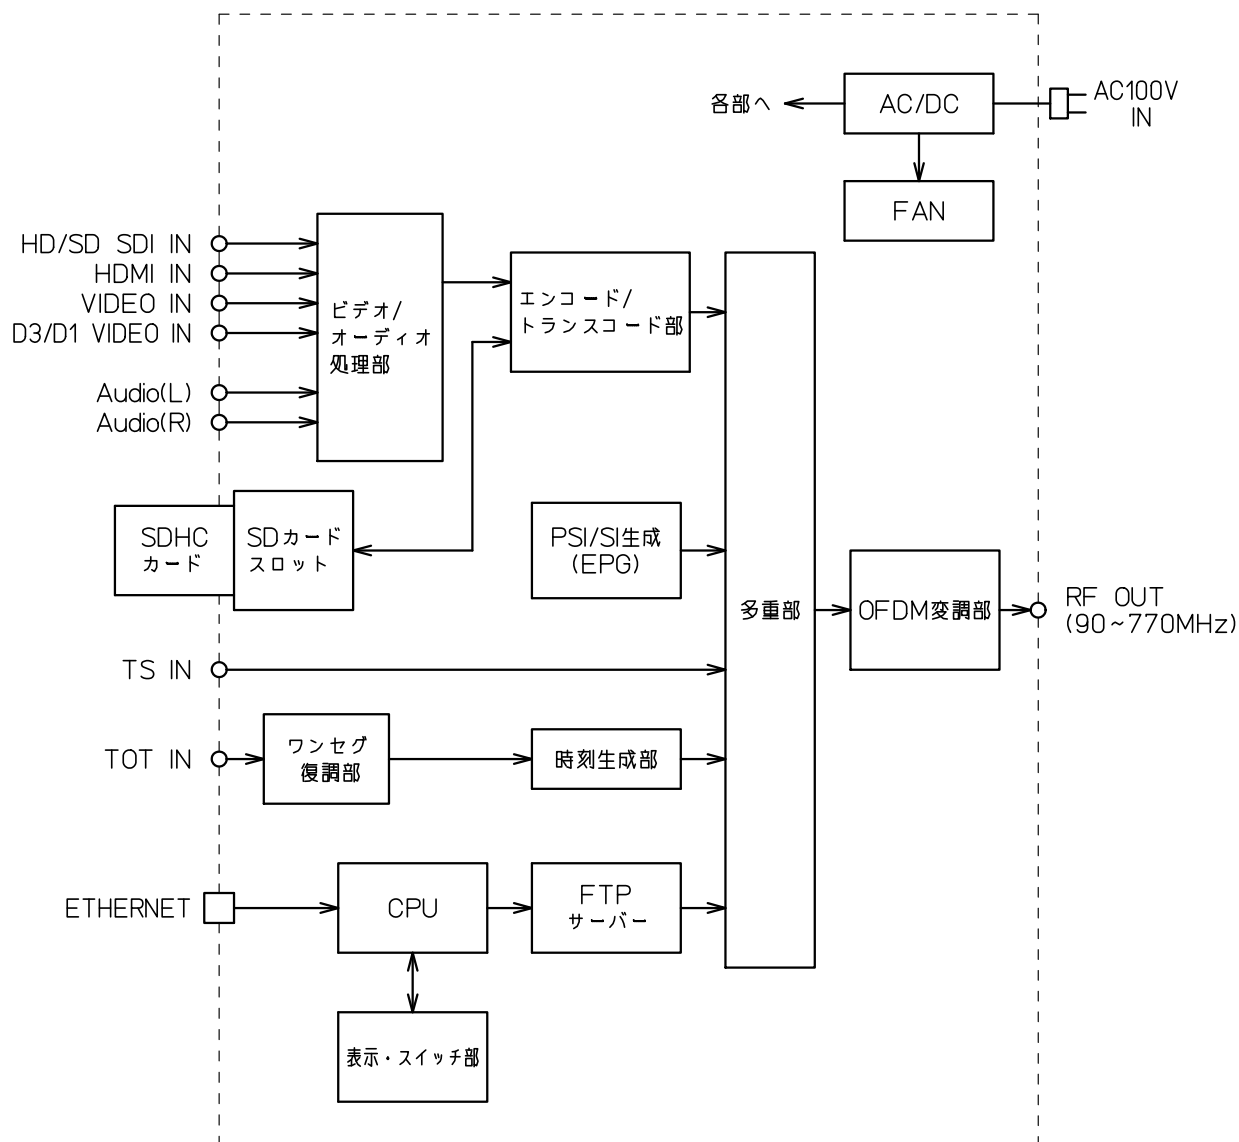 各部へ
AC/DC
AC100V
IN
FAN
HD/SD SDI IN
HDMI IN
VIDEO IN
D3/D1 VIDEO IN
Audio(L)
Audio(R)
ビデオ/
オーディオ
処理部
エンコード/
トランスコード部
SDHC
カード
SDカード
スロット
PSI/SI生成
(EPG)
多重部
OFDM変調部
RF OUT
(90~770MHz)
TS IN
TOT IN
ワンセグ
復調部
時刻生成部
ETHERNET
CPU
FTP
サーバー
表示・スイッチ部